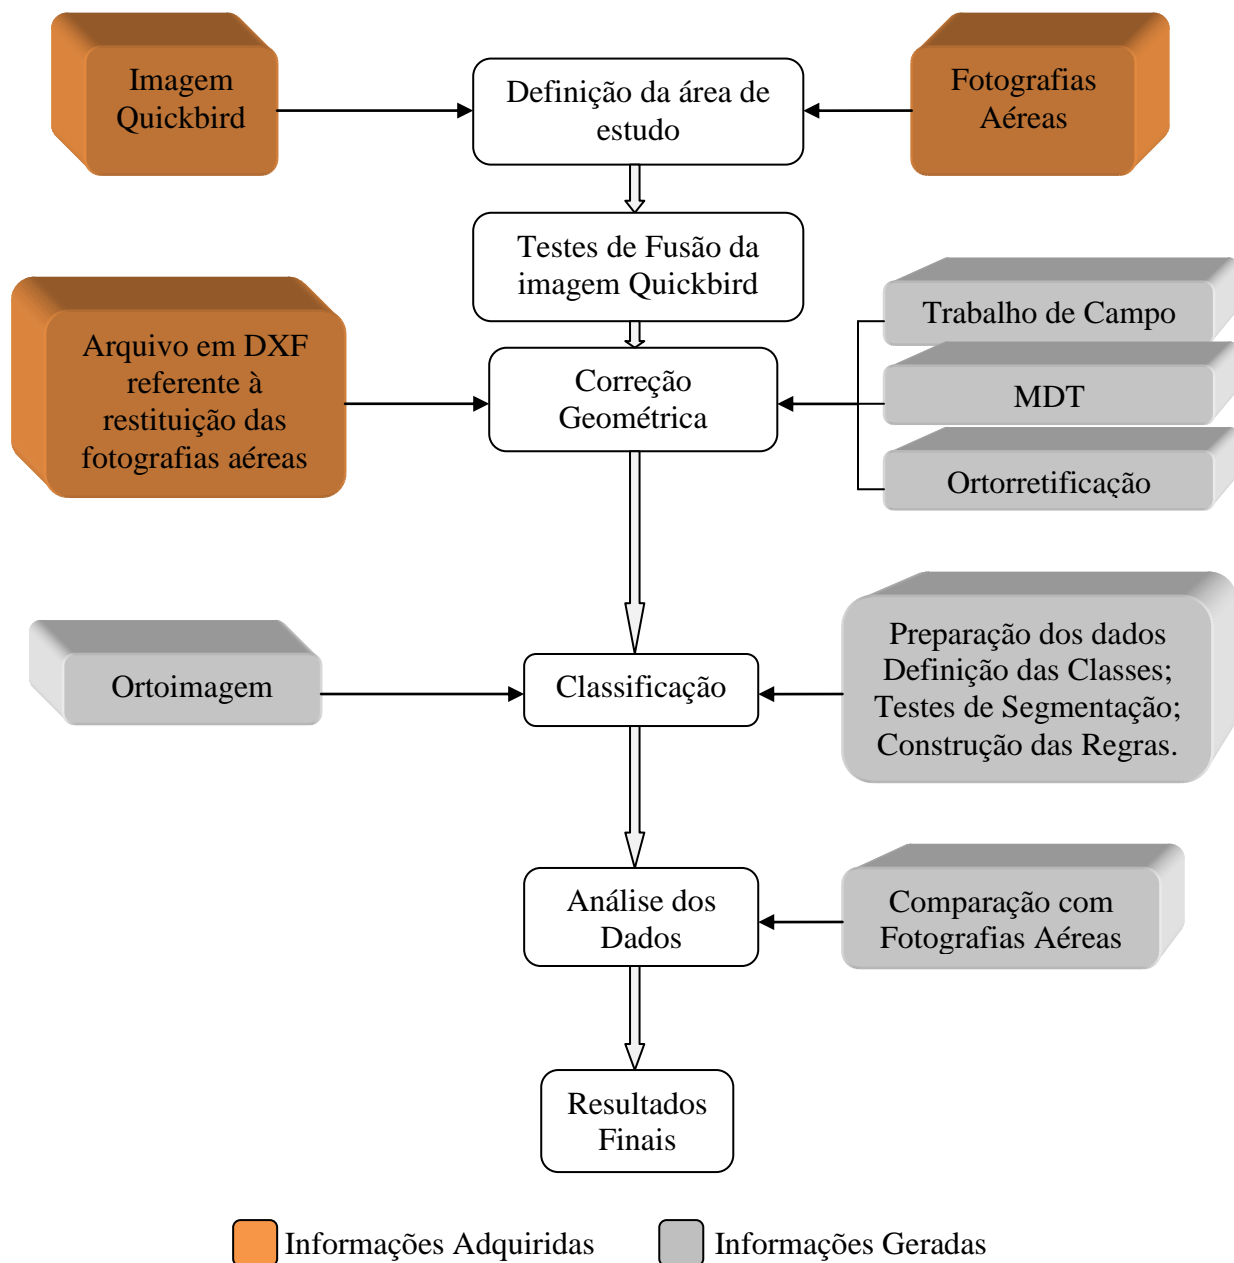 Imagem
Quickbird
Definição da área de
estudo
Fotografias
Aéreas
Testes de Fusão da
imagem Quickbird
Arquivo em DXF
referente à
restituição das
fotografias aéreas
Correção
Geométrica
Trabalho de Campo
MDT
Ortorretificação
Ortoimagem
Classificação
Preparação dos dados
Definição das Classes;
Testes de Segmentação;
Construção das Regras.
Análise dos
Dados
Comparação com
Fotografias Aéreas
Resultados
Finais
Informações Adquiridas
Informações Geradas